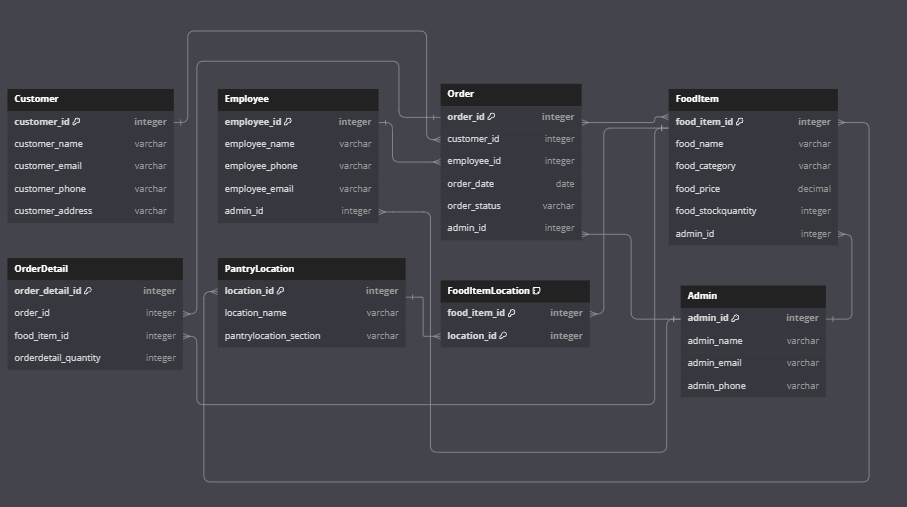 Customer
customer_id integer
customer_name varchar
customer_email varchar
customer_phone varchar
customer_address varchar
Employee
employee_id integer
employee_name varchar
employee_phone varchar
employee_email varchar
admin_id integer
Order
order_id integer
customer_id integer
employee_id integer
order_date date
order_status varchar
admin_id integer
FoodItem
food_item_id integer
food_name varchar
food_category varchar
food_price decimal
food_stockquantity integer
admin_id integer
OrderDetail
order_detail_id integer
order_id integer
food_item_id integer
orderdetail_quantity integer
PantryLocation
location_id integer
location_name varchar
pantrylocation_section varchar
FoodItemLocation
food_item_id integer
location_id integer
Admin
admin_id integer
admin_name varchar
admin_email varchar
admin_phone varchar